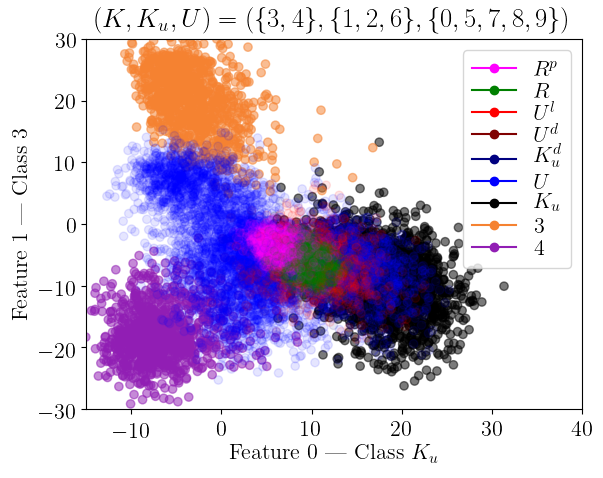 (K, K_u, U) = ({3, 4}, {1, 2, 6}, {0, 5, 7, 8, 9})
30
20
10
0
−10
−20
−30
Feature 1 — Class 3
R^p
R
U^l
U^d
K_u^d
U
K_u
3
4
−10
0
10
20
30
40
Feature 0 — Class K_u